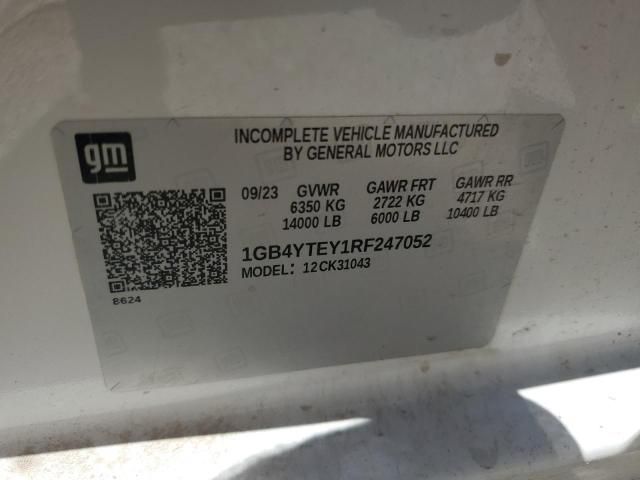 gm
INCOMPLETE VEHICLE MANUFACTURED
BY GENERAL MOTORS LLC
09/23 GVWR GAWR FRT GAWR RR
6350 KG 2722 KG 4717 KG
14000 LB 6000 LB 10400 LB
1GB4YTEY1RF247052
MODEL: 12CK31043
8624